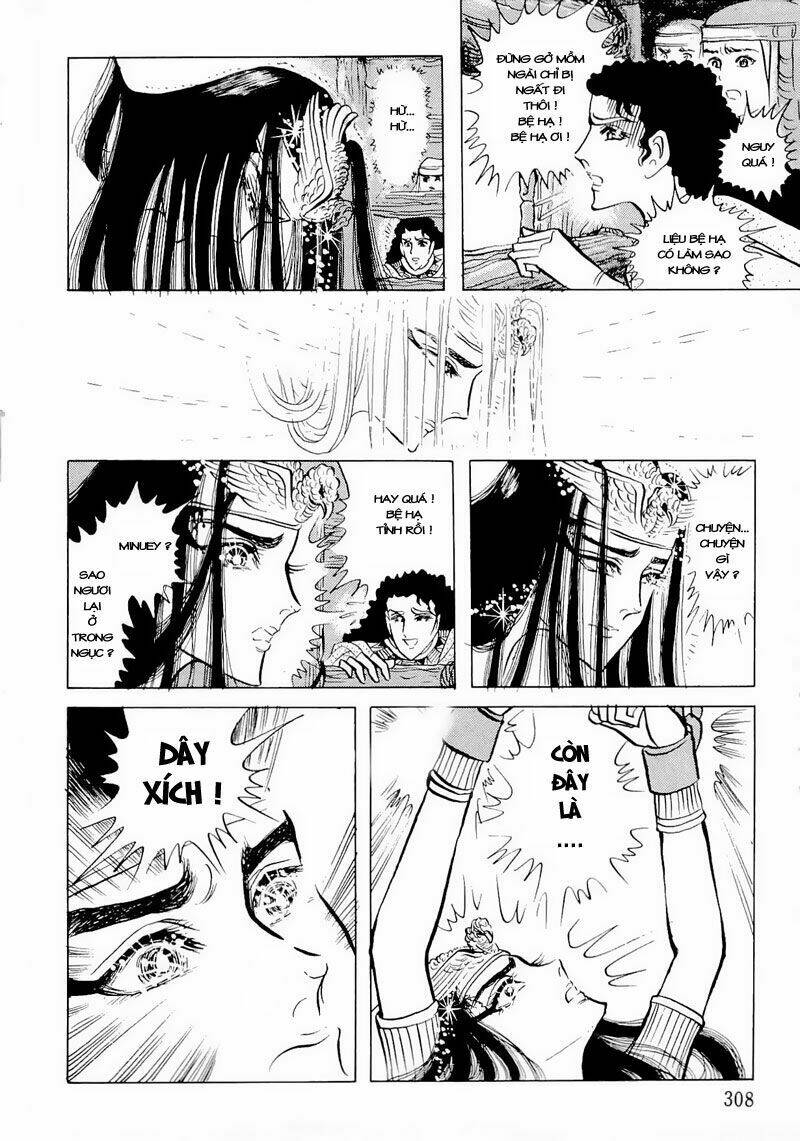 ĐỪNG GỞ MỒM
NGÀI CHỈ BỊ
NGẤT ĐI
THÔI !
BỆ HẠ !
BỆ HẠ ƠI !
NGUY
QUÁ !
LIỆU BỆ HẠ
CÓ LÀM SAO
KHÔNG ?
HỪ...
HỪ...
CHUYỆN...
CHUYỆN
GÌ
VẬY ?
HAY QUÁ !
BỆ HẠ
TỈNH RỒI !
MINUEY ?
SAO
NGƯƠI
LẠI
Ở
TRONG
NGỤC ?
CÒN
ĐÂY
LÀ
....
DÂY
XÍCH !
308